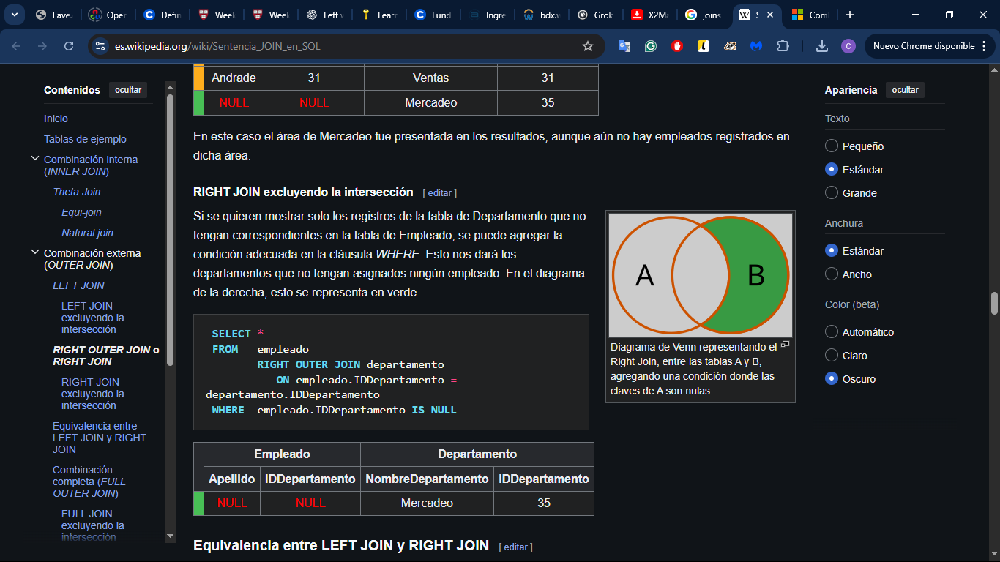 llave.
Oper
Defin
Week
Week
Left v
Learn
Fund
Ingre
bdx.v
Grok
X2Ma
joins
S
Com
es.wikipedia.org/wiki/Sentencia_JOIN_en_SQL
C
Nuevo Chrome disponible
Contenidos
ocultar
Inicio
Tablas de ejemplo
Combinación interna
(INNER JOIN)
Theta Join
Equi-join
Natural join
Combinación externa
(OUTER JOIN)
LEFT JOIN
LEFT JOIN
excluyendo la
intersección
RIGHT OUTER JOIN o
RIGHT JOIN
RIGHT JOIN
excluyendo la
intersección
Equivalencia entre
LEFT JOIN y RIGHT
JOIN
Combinación
completa (FULL
OUTER JOIN)
FULL JOIN
excluyendo la
intersección
Andrade 31 Ventas 31
NULL NULL Mercadeo 35
En este caso el área de Mercadeo fue presentada en los resultados, aunque aún no hay empleados registrados en
dicha área.
RIGHT JOIN excluyendo la intersección [ editar ]
Si se quieren mostrar solo los registros de la tabla de Departamento que no
tengan correspondientes en la tabla de Empleado, se puede agregar la
condición adecuada en la cláusula WHERE. Esto nos dará los
departamentos que no tengan asignados ningún empleado. En el diagrama
de la derecha, esto se representa en verde.
SELECT *
FROM empleado
RIGHT OUTER JOIN departamento
ON empleado.IDDepartamento =
departamento.IDDepartamento
WHERE empleado.IDDepartamento IS NULL
A B
Diagrama de Venn representando el
Right Join, entre las tablas A y B,
agregando una condición donde las
claves de A son nulas
Empleado Departamento
Apellido IDDepartamento NombreDepartamento IDDepartamento
NULL NULL Mercadeo 35
Equivalencia entre LEFT JOIN y RIGHT JOIN [ editar ]
Apariencia
ocultar
Texto
Pequeño
Estándar
Grande
Anchura
Estándar
Ancho
Color (beta)
Automático
Claro
Oscuro